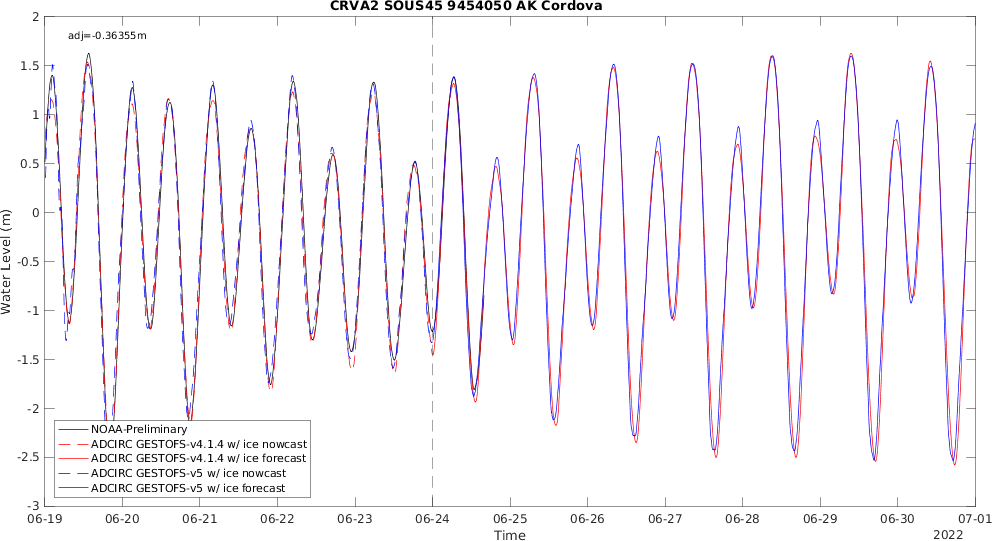 CRVA2 SOUS45 9454050 AK Cordova
adj=-0.36355m
2
1.5
1
0.5
0
-0.5
-1
-1.5
-2
-2.5
-3
Water Level (m)
NOAA-Preliminary
ADCIRC GESTOFS-v4.1.4 w/ ice nowcast
ADCIRC GESTOFS-v4.1.4 w/ ice forecast
ADCIRC GESTOFS-v5 w/ ice nowcast
ADCIRC GESTOFS-v5 w/ ice forecast
06-19 06-20 06-21 06-22 06-23 06-24 06-25 06-26 06-27 06-28 06-29 06-30 07-01
Time
2022